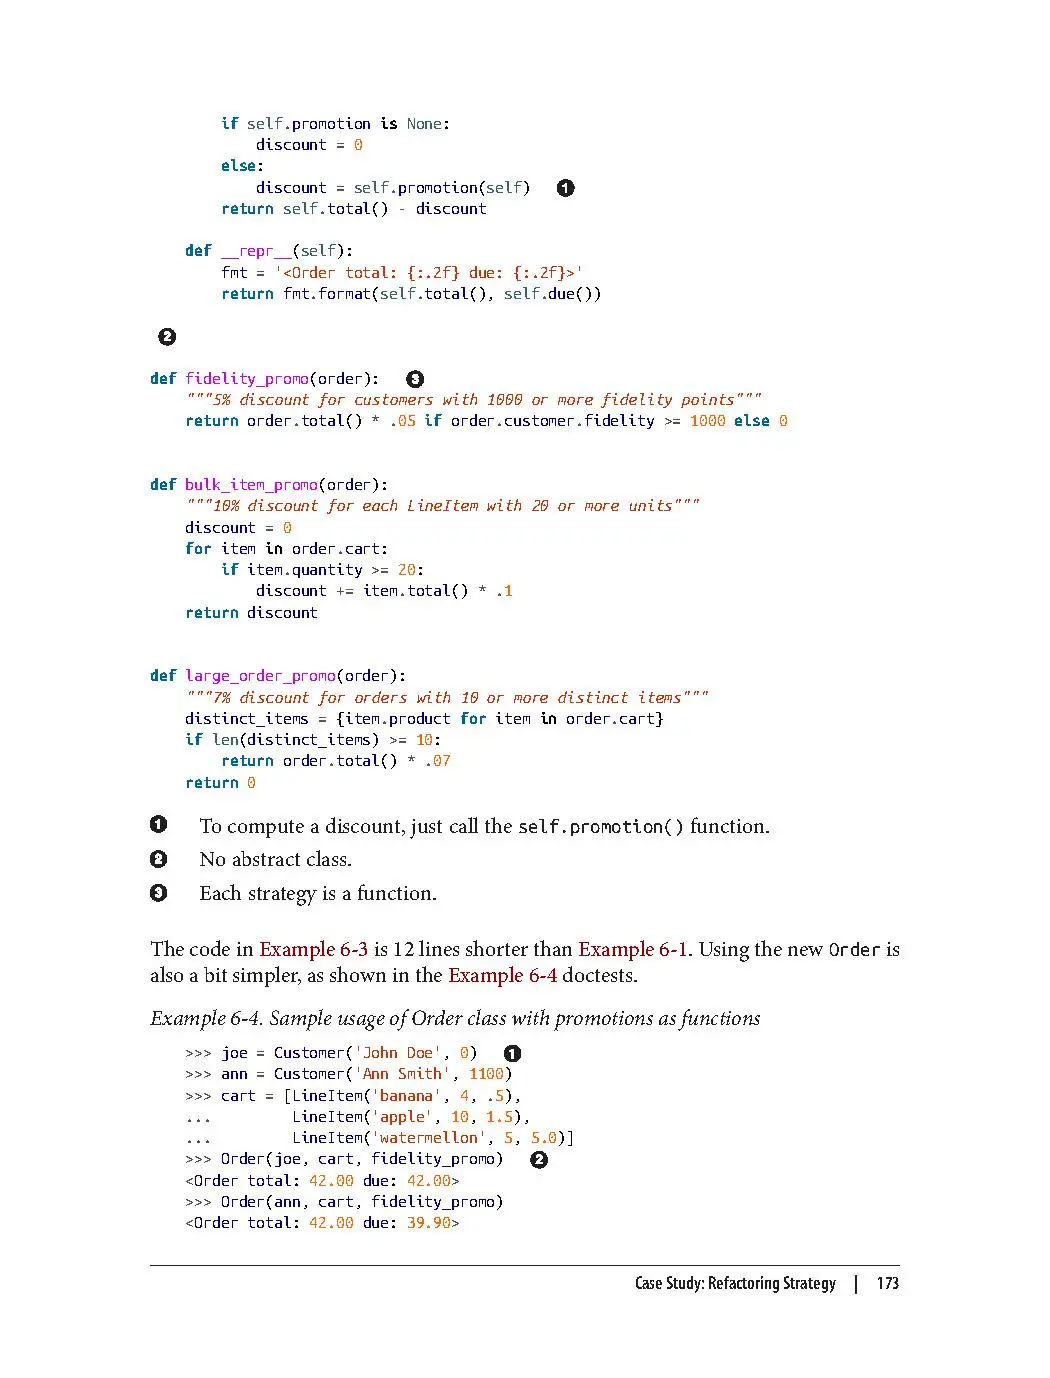 if self.promotion is None:
            discount = 0
        else:
            discount = self.promotion(self) ❶
        return self.total() - discount
    def __repr__(self):
        fmt = '<Order total: {:.2f} due: {:.2f}>'
        return fmt.format(self.total(), self.due())
❷
def fidelity_promo(order): ❸
    """5% discount for customers with 1000 or more fidelity points"""
    return order.total() * .05 if order.customer.fidelity >= 1000 else 0
def bulk_item_promo(order):
    """10% discount for each LineItem with 20 or more units"""
    discount = 0
    for item in order.cart:
        if item.quantity >= 20:
            discount += item.total() * .1
    return discount
def large_order_promo(order):
    """7% discount for orders with 10 or more distinct items"""
    distinct_items = {item.product for item in order.cart}
    if len(distinct_items) >= 10:
        return order.total() * .07
    return 0
❶ To compute a discount, just call the self.promotion() function.
❷ No abstract class.
❸ Each strategy is a function.
The code in Example 6-3 is 12 lines shorter than Example 6-1. Using the new Order is
also a bit simpler, as shown in the Example 6-4 doctests.
Example 6-4. Sample usage of Order class with promotions as functions
>>> joe = Customer('John Doe', 0) ❶
>>> ann = Customer('Ann Smith', 1100)
>>> cart = [LineItem('banana', 4, .5),
...         LineItem('apple', 10, 1.5),
...         LineItem('watermellon', 5, 5.0)]
>>> Order(joe, cart, fidelity_promo) ❷
<Order total: 42.00 due: 42.00>
>>> Order(ann, cart, fidelity_promo)
<Order total: 42.00 due: 39.90>
Case Study: Refactoring Strategy | 173